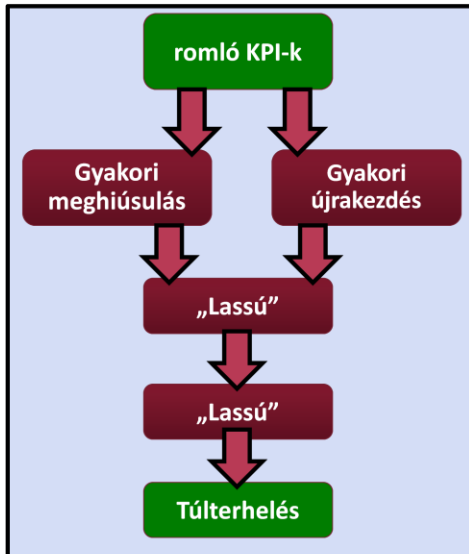 romló KPI-k
Gyakori
meghiúsulás
Gyakori
újrakezdés
„Lassú”
„Lassú”
Túlterhelés